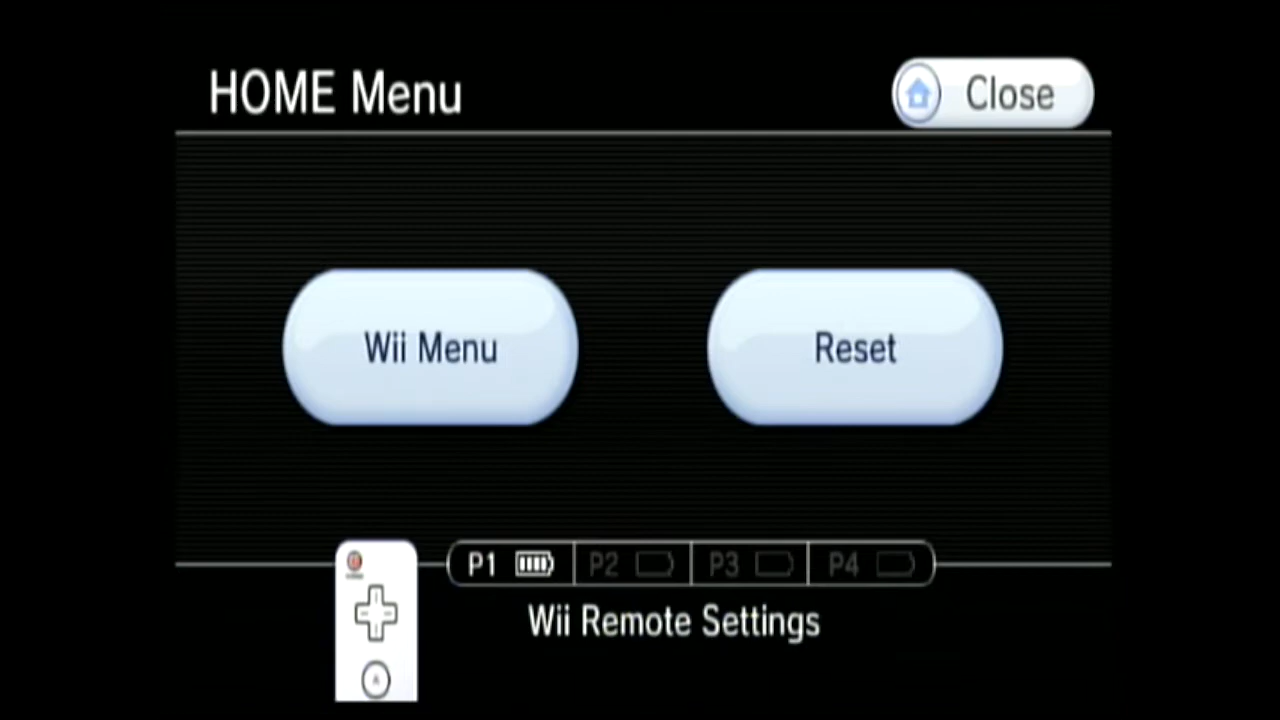 HOME Menu
Close
Wii Menu
Reset
P1 P2 P3 P4
Wii Remote Settings
A